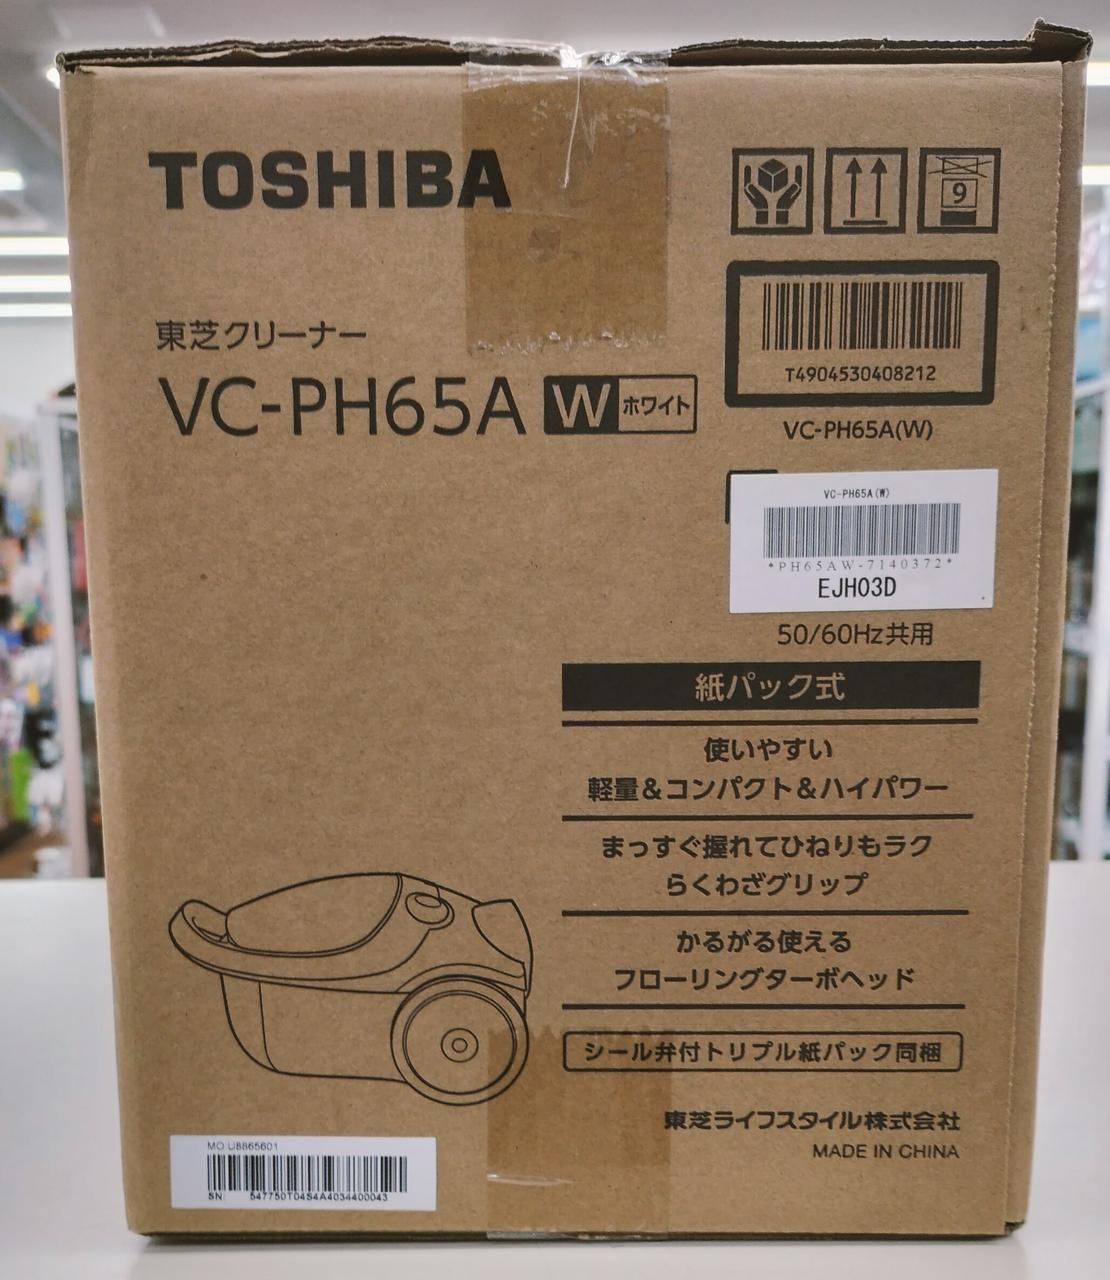 TOSHIBA
9
T4904530408212
VC-PH65A(W)
東芝クリーナー
VC-PH65A W ホワイト
VC-PH65A(W)
*PH65AW-7140372*
EJH03D
50/60Hz共用
紙パック式
使いやすい
軽量&コンパクト&ハイパワー
まっすぐ握れてひねりもラク
らくわざグリップ
かるがる使える
フローリングターボヘッド
シール弁付トリプル紙パック同梱
東芝ライフスタイル株式会社
MADE IN CHINA
MO:U8865601
SN: 547750T04S4A4034400043